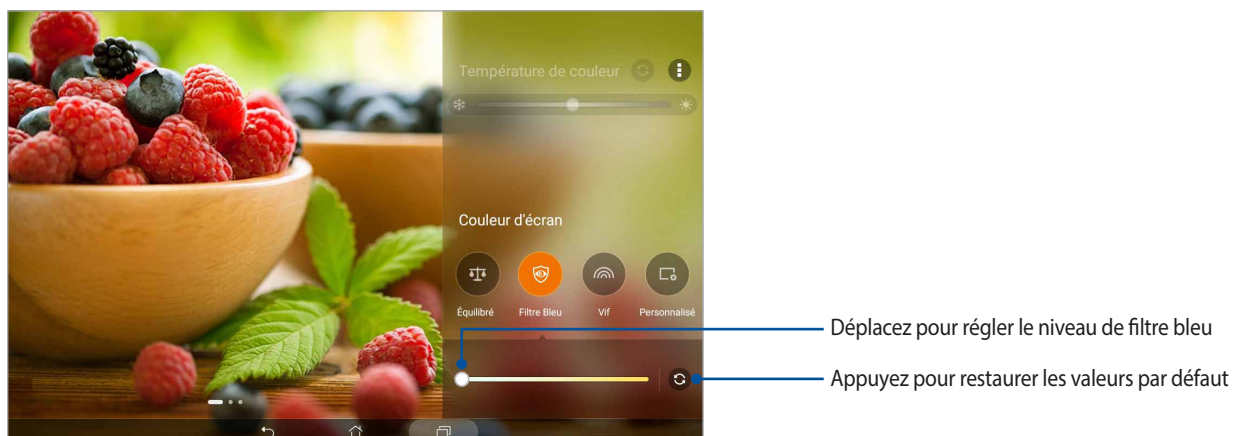 Température de couleur
Couleur d'écran
Équilibré Filtre Bleu Vif Personnalisé
Déplacez pour régler le niveau de filtre bleu
Appuyez pour restaurer les valeurs par défaut